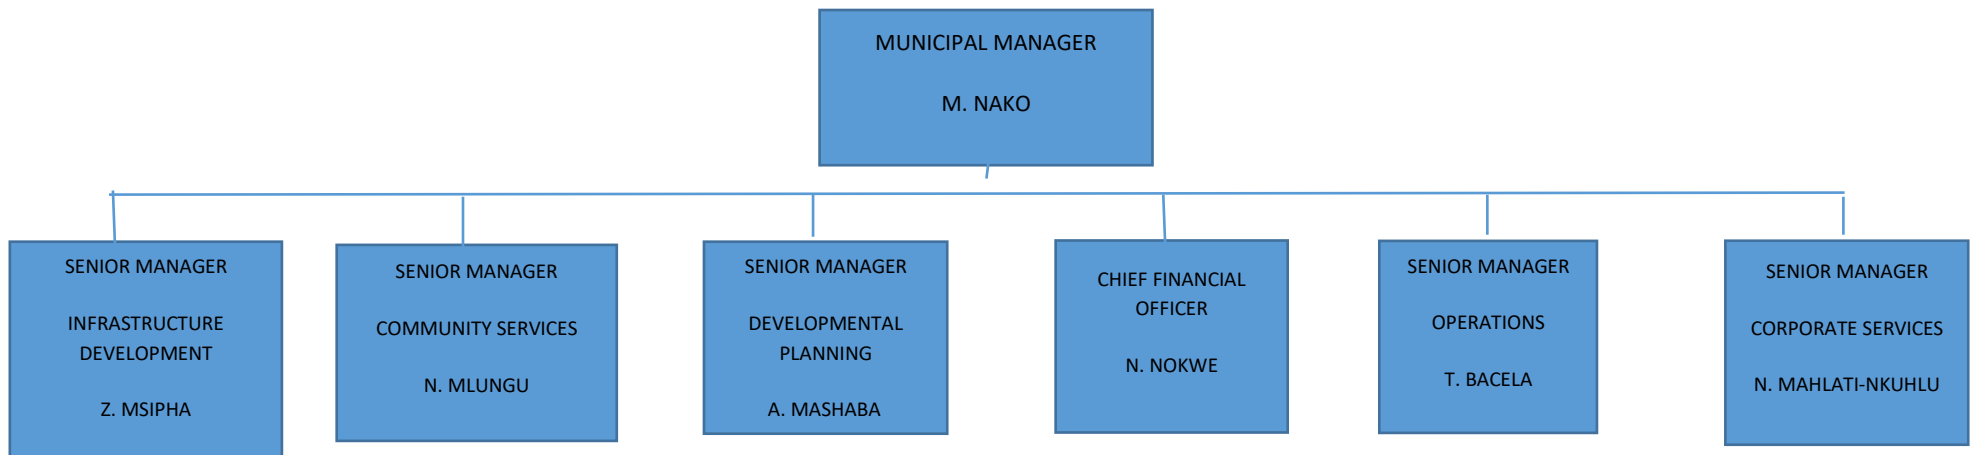 MUNICIPAL MANAGER
M. NAKO
SENIOR MANAGER
INFRASTRUCTURE
DEVELOPMENT
Z. MSIPHA
SENIOR MANAGER
COMMUNITY SERVICES
N. MLUNGU
SENIOR MANAGER
DEVELOPMENTAL
PLANNING
A. MASHABA
CHIEF FINANCIAL
OFFICER
N. NOKWE
SENIOR MANAGER
OPERATIONS
T. BACELA
SENIOR MANAGER
CORPORATE SERVICES
N. MAHLATI-NKUHLU